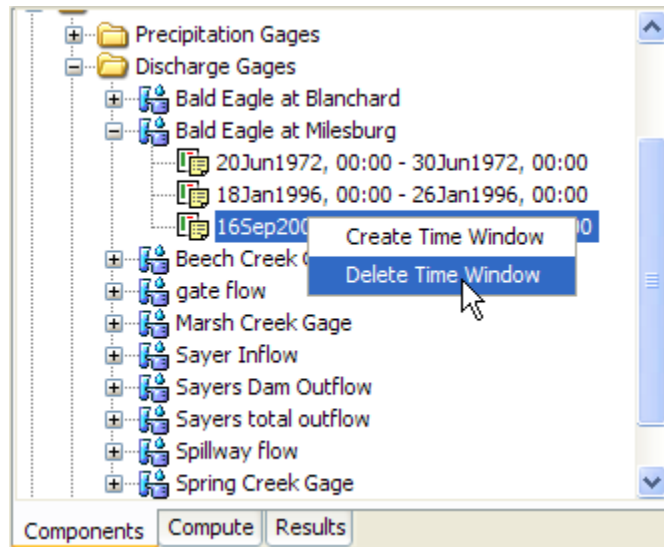 Precipitation Gages
Discharge Gages
Bald Eagle at Blanchard
Bald Eagle at Milesburg
20Jun1972, 00:00 - 30Jun1972, 00:00
18Jan1996, 00:00 - 26Jan1996, 00:00
16Sep200
Create Time Window
Beech Creek
Delete Time Window
gate flow
Marsh Creek Gage
Sayer Inflow
Sayers Dam Outflow
Sayers total outflow
Spillway flow
Spring Creek Gage
Components Compute Results